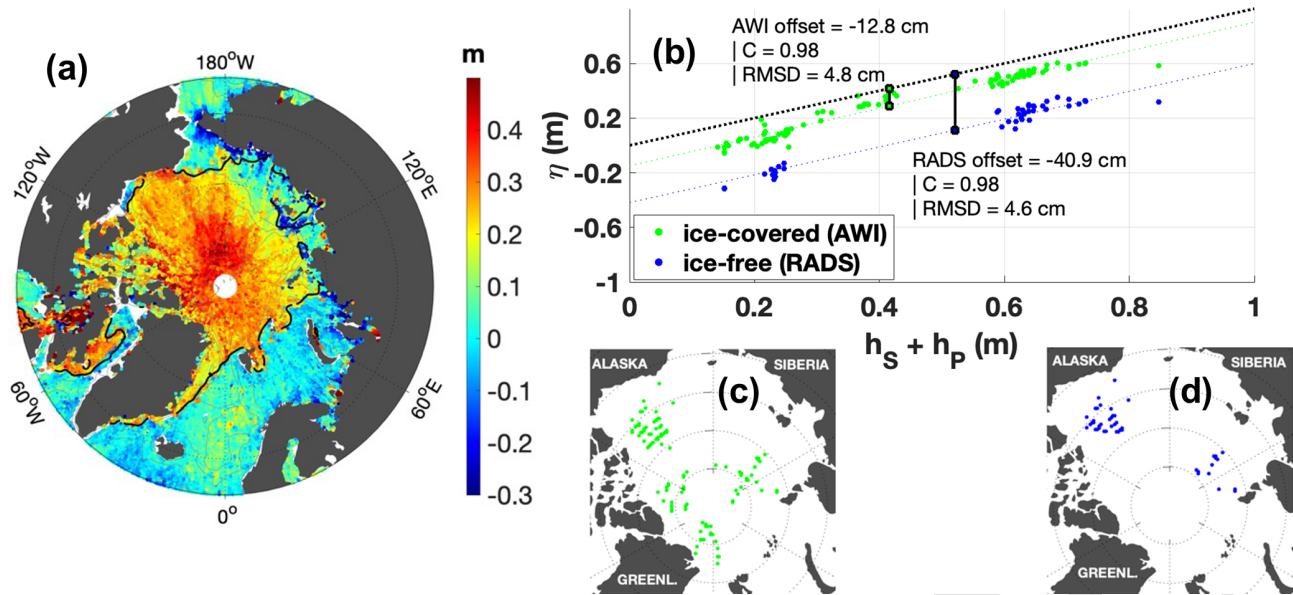 (a)
180°W
120°W
120°E
60°W
60°E
0°
m
0.4
0.3
0.2
0.1
0
-0.1
-0.2
-0.3
(b)
AWI offset = -12.8 cm
| C = 0.98
| RMSD = 4.8 cm
RADS offset = -40.9 cm
| C = 0.98
| RMSD = 4.6 cm
η (m)
0.6
0.2
-0.2
-0.6
-1
ice-covered (AWI)
ice-free (RADS)
0
0.2
0.4
0.6
0.8
1
hS + hP (m)
ALASKA
SIBERIA
(c)
GREENL.
ALASKA
SIBERIA
(d)
GREENL.